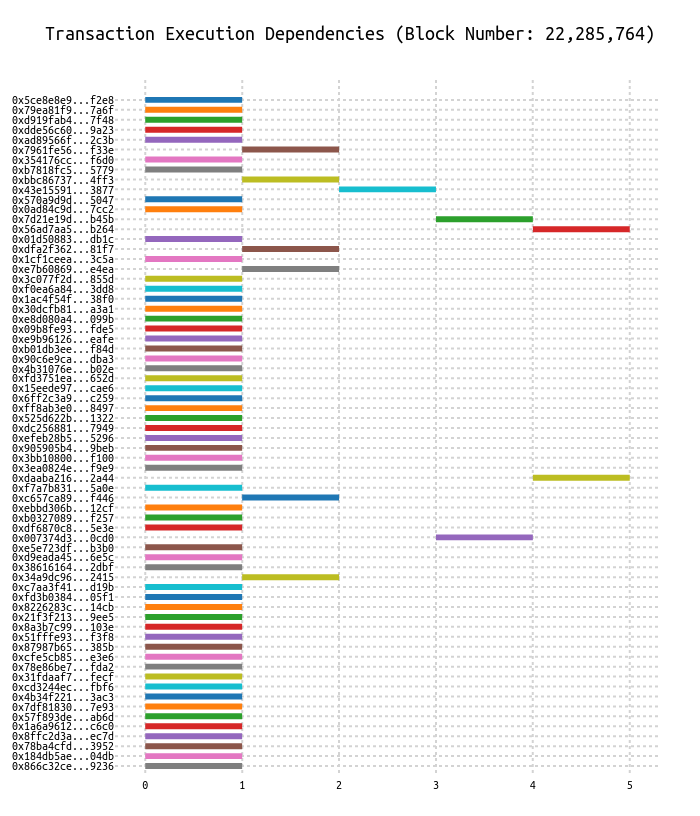 Transaction Execution Dependencies (Block Number: 22,285,764)
0x5ce8e8e9...f2e8
0x79ea81f9...7a6f
0xd919fab4...7f48
0xdde56c60...9a23
0xad89566f...2c3b
0x7961fe56...f33e
0x354176cc...f6d0
0xb7818fc5...5779
0xbbc86737...4ff3
0x43e15591...3877
0x570a9d9d...5047
0x0ad84c9d...7cc2
0x7d21e19d...b45b
0x56ad7aa5...b264
0x01d50883...db1c
0xdfa2f362...81f7
0x1cf1ceea...3c5a
0xe7b60869...e4ea
0x3c077f2d...855d
0xf0ea6a84...3dd8
0x1ac4f54f...38f0
0x30dcfb81...a3a1
0xe8d080a4...099b
0x09b8fe93...fde5
0xe9b96126...eafe
0xb01db3ee...f84d
0x90c6e9ca...dba3
0x4b31076e...b02e
0xfd3751ea...652d
0x15eede97...cae6
0x6ff2c3a9...c259
0xff8ab3e0...8497
0x525d622b...1322
0xdc256881...7949
0xefeb28b5...5296
0x905905b4...9beb
0x3bb10800...f100
0x3ea0824e...f9e9
0xdaaba216...2a44
0xf7a7b831...5a0e
0xc657ca89...f446
0xebbd306b...12cf
0xb0327089...f257
0xdf6870c8...5e3e
0x007374d3...0cd0
0xe5e723df...b3b0
0xd9eada45...6e5c
0x38616164...2dbf
0x34a9dc96...2415
0xc7aa3f41...d19b
0xfd3b0384...05f1
0x8226283c...14cb
0x21f3f213...9ee5
0x8a3b7c99...103e
0x51fffe93...f3f8
0x87987b65...385b
0xcfe5cb85...e3e6
0x78e86be7...fda2
0x31fdaaf7...fecf
0xcd3244ec...fbf6
0x4b34f221...3ac3
0x7df81830...7e93
0x57f893de...ab6d
0x1a6a9612...c6c0
0x8ffc2d3a...ec7d
0x78ba4cfd...3952
0x184db5ae...04db
0x866c32ce...9236
0 1 2 3 4 5